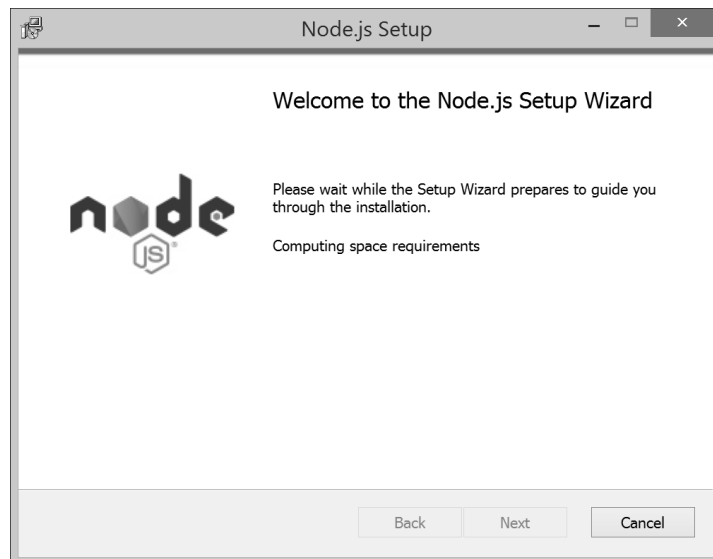 Node.js Setup
Welcome to the Node.js Setup Wizard
node
JS
®
Please wait while the Setup Wizard prepares to guide you
through the installation.
Computing space requirements
Back
Next
Cancel